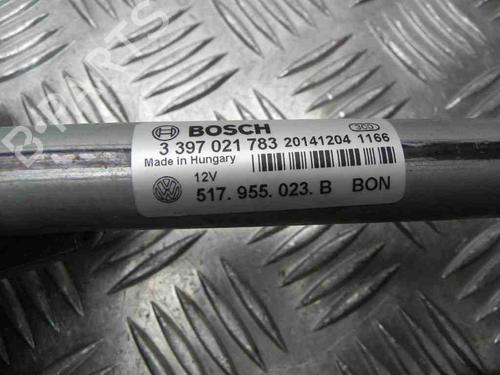 BOSCH
3 397 021 783 20141204 1166
Made in Hungary
12V
517. 955. 023. B BON